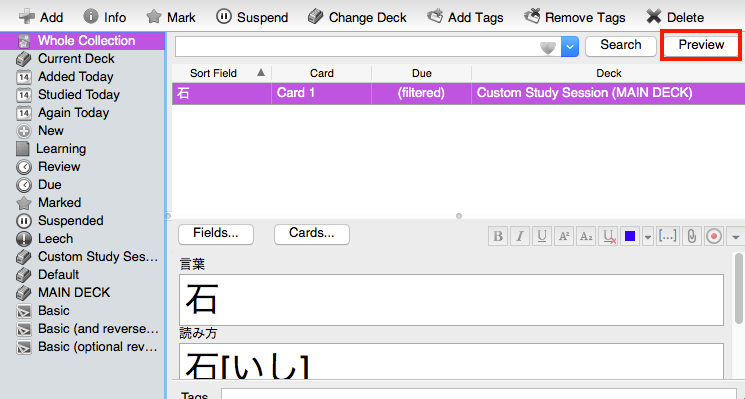 Add Info Mark Suspend Change Deck Add Tags Remove Tags Delete
Whole Collection
Current Deck
Added Today
Studied Today
Again Today
New
Learning
Review
Due
Marked
Suspended
Leech
Custom Study Ses...
Default
MAIN DECK
Basic
Basic (and reverse...
Basic (optional rev...
Search Preview
Sort Field Card Due Deck
石 Card 1 (filtered) Custom Study Session (MAIN DECK)
Fields... Cards... B I U A² A₂ U [...]
言葉
石
読み方
石[いし]
Tags